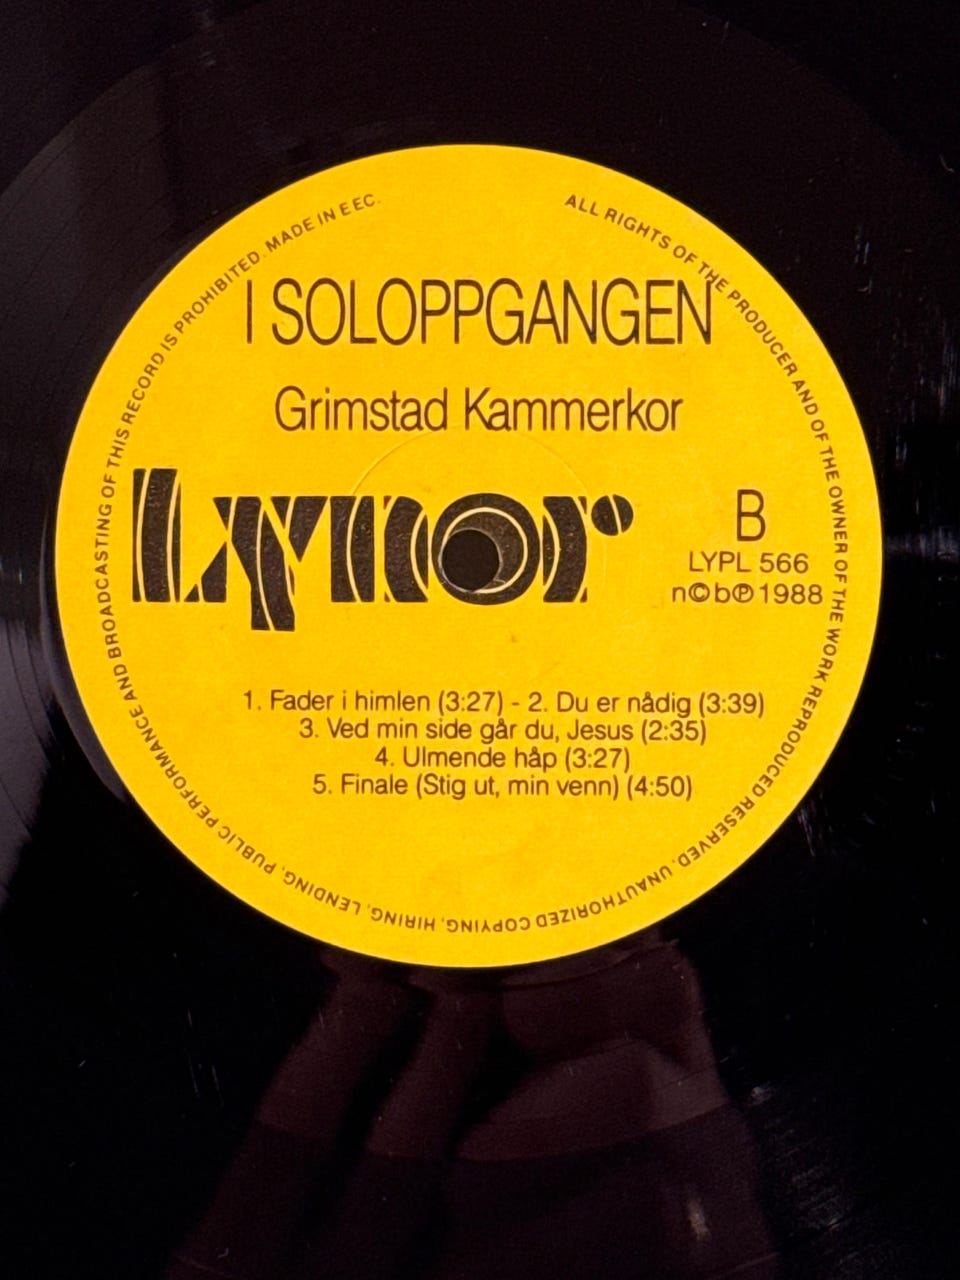 ALL RIGHTS OF THE PRODUCER AND OF THE OWNER OF THE WORK REPRODUCED RESERVED. UNAUTHORIZED COPYING, HIRING, LENDING, PUBLIC PERFORMANCE AND BROADCASTING OF THIS RECORD IS PROHIBITED. MADE IN EEC.
I SOLOPPGANGEN
Grimstad Kammerkor
Lynor
B
LYPL 566
n©b℗1988
1. Fader i himlen (3:27) - 2. Du er nådig (3:39)
3. Ved min side går du, Jesus (2:35)
4. Ulmende håp (3:27)
5. Finale (Stig ut, min venn) (4:50)